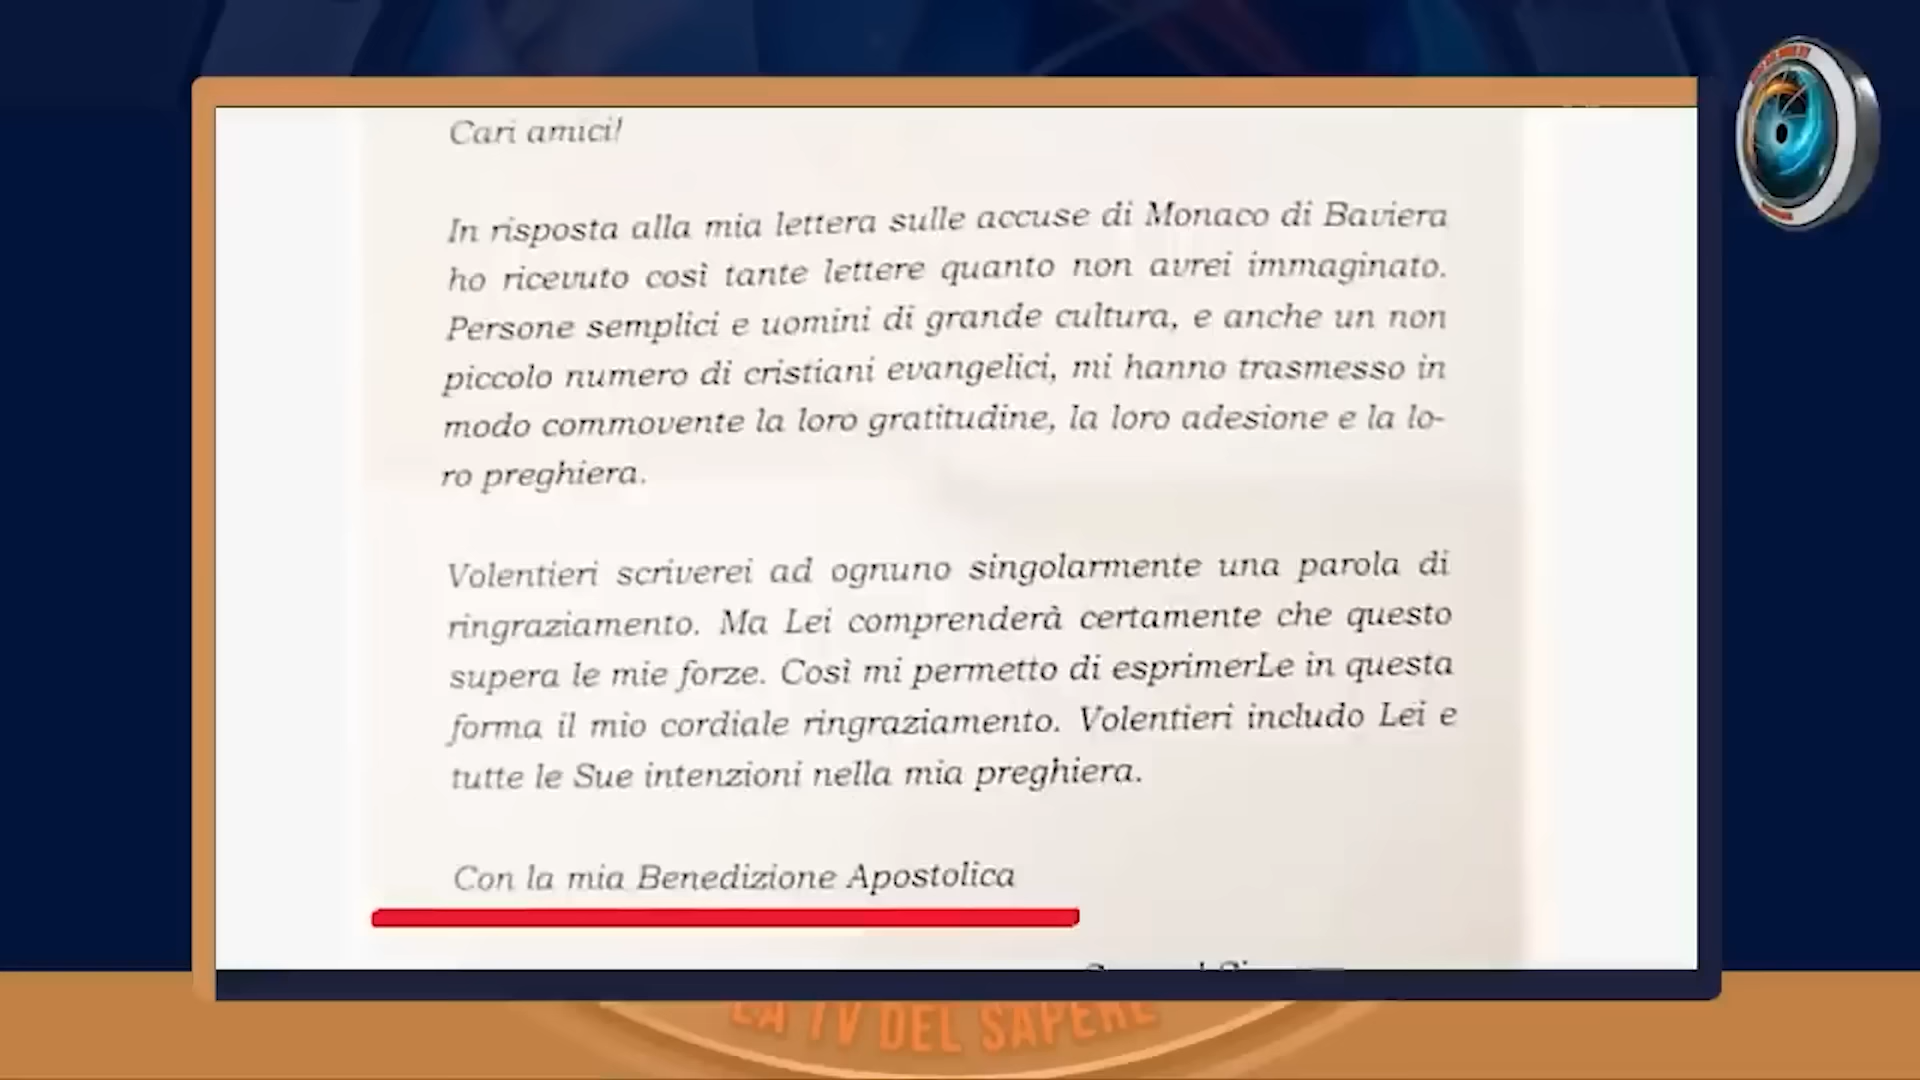 Cari amici!
In risposta alla mia lettera sulle accuse di Monaco di Baviera
ho ricevuto così tante lettere quanto non avrei immaginato.
Persone semplici e uomini di grande cultura, e anche un non
piccolo numero di cristiani evangelici, mi hanno trasmesso in
modo commovente la loro gratitudine, la loro adesione e la lo-
ro preghiera.
Volentieri scriverei ad ognuno singolarmente una parola di
ringraziamento. Ma Lei comprenderà certamente che questo
supera le mie forze. Così mi permetto di esprimerLe in questa
forma il mio cordiale ringraziamento. Volentieri includo Lei e
tutte le Sue intenzioni nella mia preghiera.
Con la mia Benedizione Apostolica
LA TV DEL SAPERE